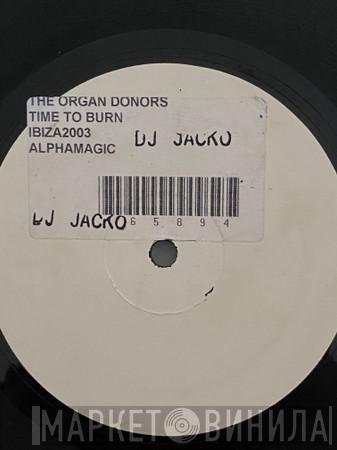 THE ORGAN DONORS
TIME TO BURN
IBIZA2003
ALPHAMAGIC
DJ JACKO
DJ JACKO
65894
МАРКЕТ ВИНИЛА